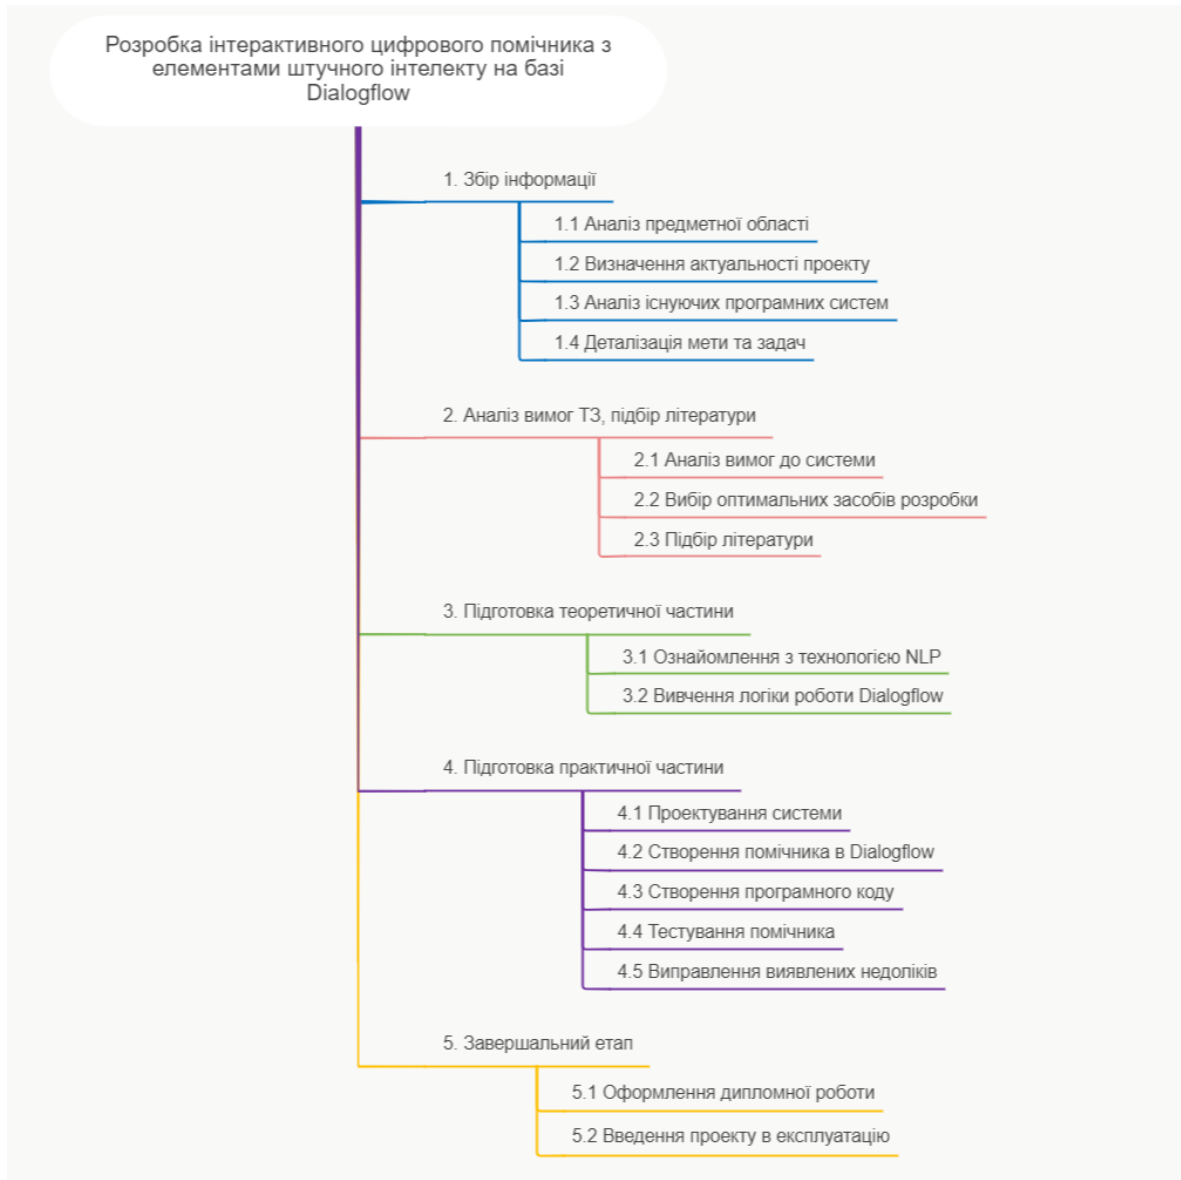 Розробка інтерактивного цифрового помічника з
елементами штучного інтелекту на базі
Dialogflow
1. Збір інформації
1.1 Аналіз предметної області
1.2 Визначення актуальності проекту
1.3 Аналіз існуючих програмних систем
1.4 Деталізація мети та задач
2. Аналіз вимог ТЗ, підбір літератури
2.1 Аналіз вимог до системи
2.2 Вибір оптимальних засобів розробки
2.3 Підбір літератури
3. Підготовка теоретичної частини
3.1 Ознайомлення з технологією NLP
3.2 Вивчення логіки роботи Dialogflow
4. Підготовка практичної частини
4.1 Проектування системи
4.2 Створення помічника в Dialogflow
4.3 Створення програмного коду
4.4 Тестування помічника
4.5 Виправлення виявлених недоліків
5. Завершальний етап
5.1 Оформлення дипломної роботи
5.2 Введення проекту в експлуатацію